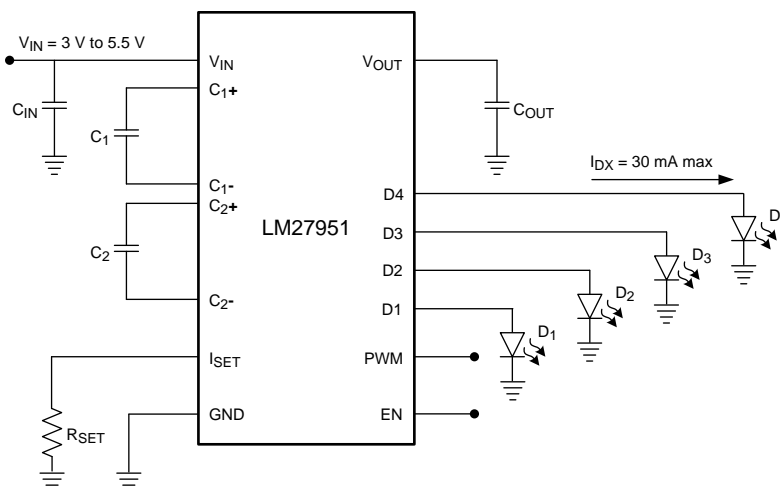 V_IN = 3 V to 5.5 V
C_IN
C_1
C_2
R_SET
V_IN
C_1+
C_1-
C_2+
C_2-
I_SET
GND
LM27951
V_OUT
D4
D3
D2
D1
PWM
EN
C_OUT
I_DX = 30 mA max
D
D_3
D_2
D_1